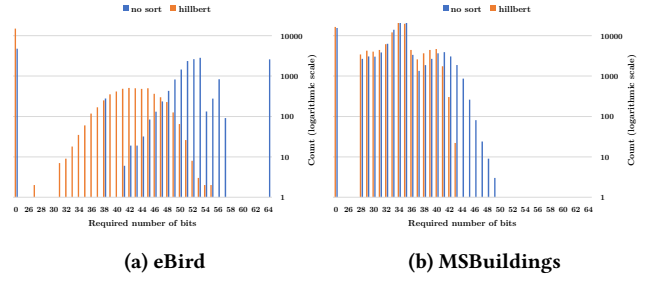 no sort hillbert
10000
1000
100
10
1
Count (logarithmic scale)
0 26 28 30 32 34 36 38 40 42 44 46 48 50 52 54 56 58 60 62 64
Required number of bits
(a) eBird
no sort hillbert
10000
1000
100
10
1
Count (logarithmic scale)
0 26 28 30 32 34 36 38 40 42 44 46 48 50 52 54 56 58 60 62 64
Required number of bits
(b) MSBuildings